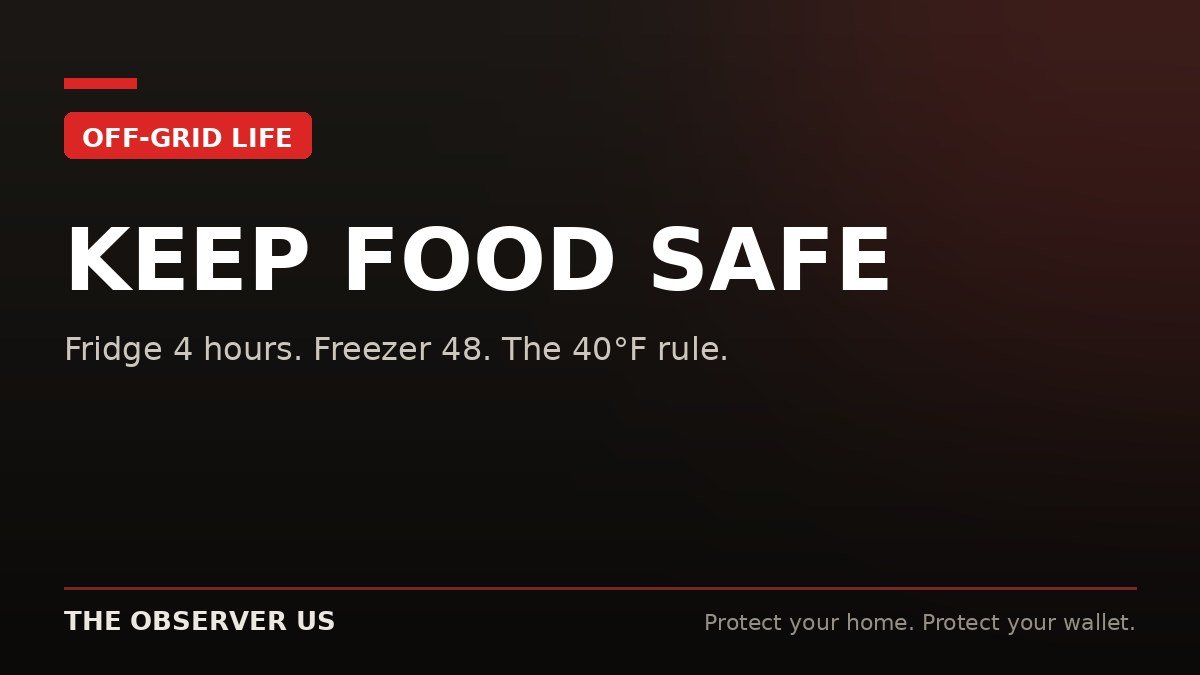 OFF-GRID LIFE
KEEP FOOD SAFE
Fridge 4 hours. Freezer 48. The 40°F rule.
THE OBSERVER US
Protect your home. Protect your wallet.